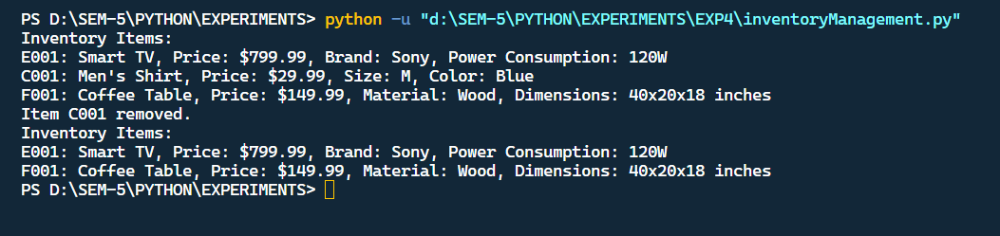 PS D:\SEM-5\PYTHON\EXPERIMENTS> python -u "d:\SEM-5\PYTHON\EXPERIMENTS\EXP4\inventoryManagement.py"
Inventory Items:
E001: Smart TV, Price: $799.99, Brand: Sony, Power Consumption: 120W
C001: Men's Shirt, Price: $29.99, Size: M, Color: Blue
F001: Coffee Table, Price: $149.99, Material: Wood, Dimensions: 40x20x18 inches
Item C001 removed.
Inventory Items:
E001: Smart TV, Price: $799.99, Brand: Sony, Power Consumption: 120W
F001: Coffee Table, Price: $149.99, Material: Wood, Dimensions: 40x20x18 inches
PS D:\SEM-5\PYTHON\EXPERIMENTS>